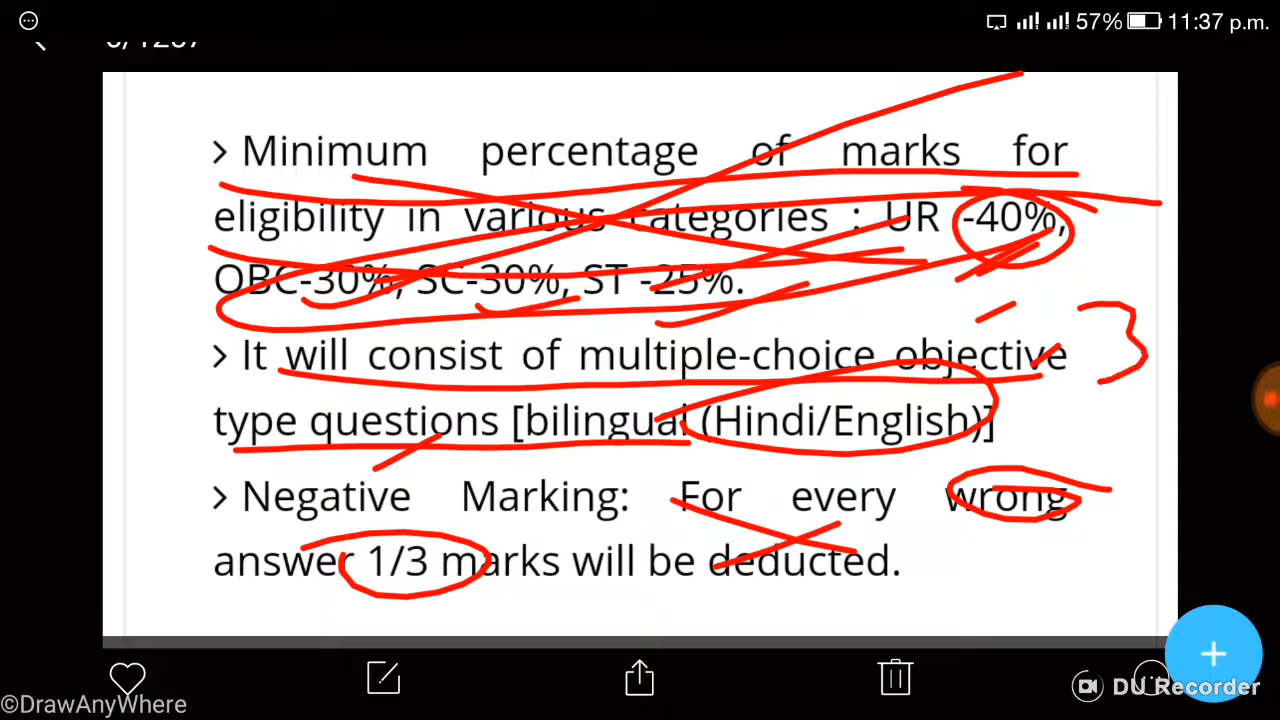 57% 11:37 p.m.
> Minimum percentage of marks for
eligibility in various categories : UR -40%,
OBC-30%, SC-30%, ST -25%.
> It will consist of multiple-choice objective
type questions [bilingual (Hindi/English)]
> Negative Marking: For every wrong
answer 1/3 marks will be deducted.
DU Recorder
©DrawAnyWhere